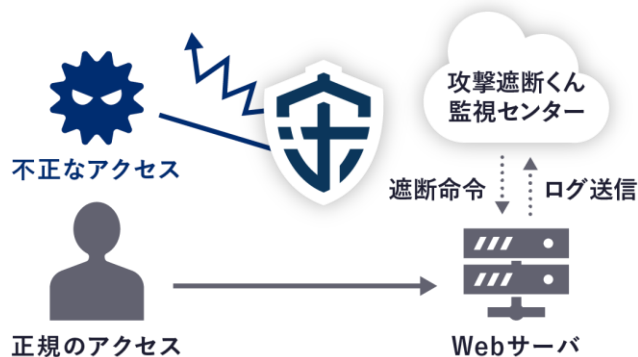 攻撃遮断くん
監視センター
不正なアクセス
遮断命令
ログ送信
正規のアクセス
Webサーバ